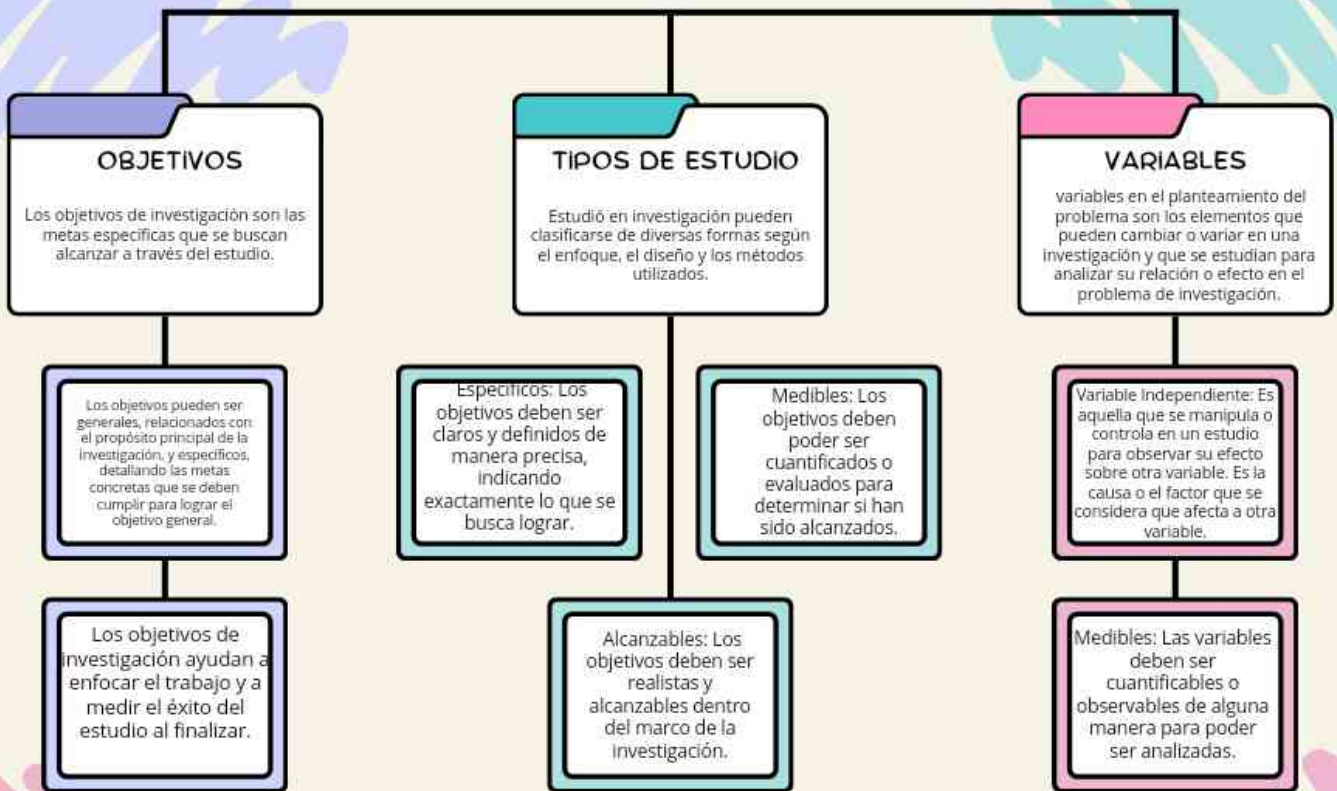 OBJETIVOS
Los objetivos de investigación son las
metas específicas que se buscan
alcanzar a través del estudio.
TIPOS DE ESTUDIO
Estudió en investigación pueden
clasificarse de diversas formas según
el enfoque, el diseño y los métodos
utilizados.
VARIABLES
variables en el planteamiento del
problema son los elementos que
pueden cambiar o variar en una
investigación y que se estudian para
analizar su relación o efecto en el
problema de investigación.
Los objetivos pueden ser
generales, relacionados con
el propósito principal de la
investigación, y específicos,
detallando las metas
concretas que se deben
cumplir para lograr el
objetivo general.
Específicos: Los
objetivos deben ser
claros y definidos de
manera precisa,
indicando
exactamente lo que se
busca lograr.
Medibles: Los
objetivos deben
poder ser
cuantificados o
evaluados para
determinar si han
sido alcanzados.
Variable Independiente: Es
aquella que se manipula o
controla en un estudio
para observar su efecto
sobre otra variable. Es la
causa o el factor que se
considera que afecta a otra
variable.
Los objetivos de
investigación ayudan a
enfocar el trabajo y a
medir el éxito del
estudio al finalizar.
Alcanzables: Los
objetivos deben ser
realistas y
alcanzables dentro
del marco de la
investigación.
Medibles: Las variables
deben ser
cuantificables o
observables de alguna
manera para poder
ser analizadas.